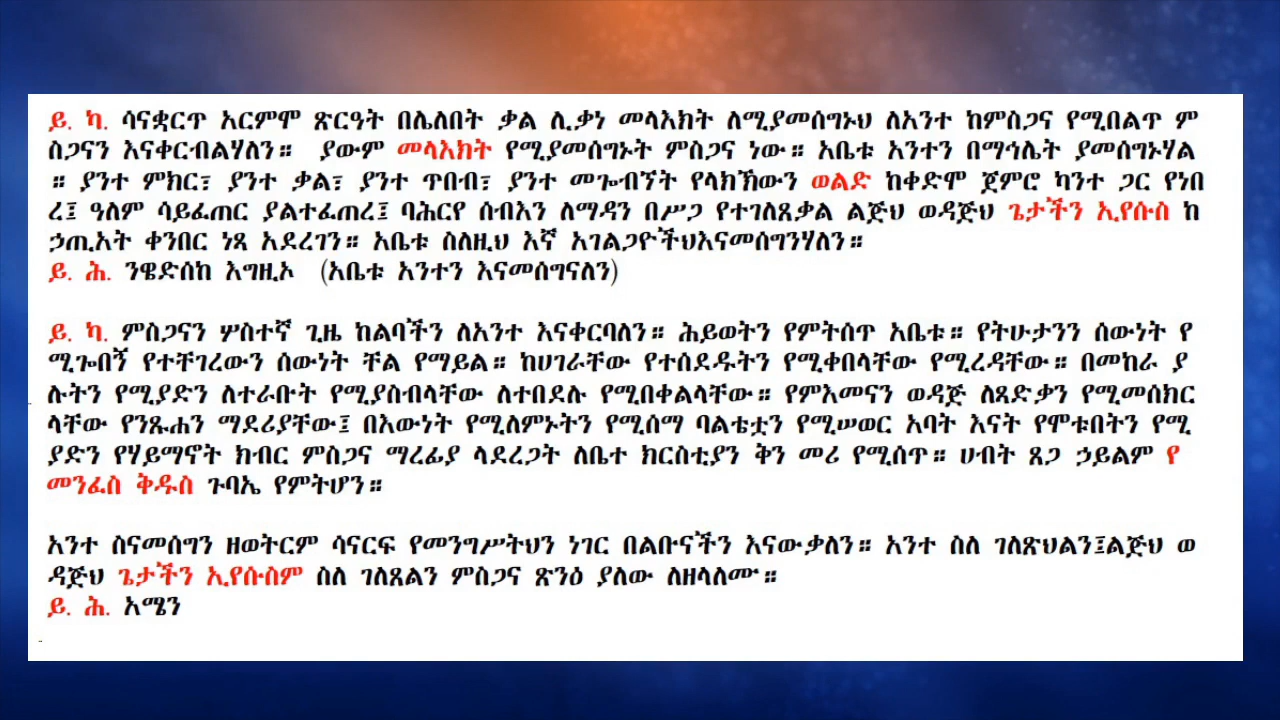 ይ. ካ. ሳናቋርጥ አርምሞ ጽርዓት በሌለበት ቃል ሊቃነ መላእክት ለሚያመሰግኑህ ለአንተ ከምስጋና የሚበልጥ ም
ስጋናን እናቀርብልሃለን። ያውም መላእክት የሚያመሰግኑት ምስጋና ነው። አቤቱ አንተን በማኅሌት ያመሰግኑሃል
። ያንተ ምክር፣ ያንተ ቃል፣ ያንተ ጥበብ፣ ያንተ መጐብኘት የላክኸውን ወልድ ከቀድሞ ጀምሮ ካንተ ጋር የነበ
ረ፤ ዓለም ሳይፈጠር ያልተፈጠረ፤ ባሕርየ ሰብእን ለማዳን በሥጋ የተገለጸቃል ልጅህ ወዳጅህ ጌታችን ኢየሱስ ከ
ኃጢአት ቀንበር ነጻ አደረገን። አቤቱ ስለዚህ እኛ አገልጋዮችህእናመሰግንሃለን።
ይ. ሕ. ንዌድሰከ እግዚኦ (አቤቱ አንተን እናመሰግናለን)
ይ. ካ. ምስጋናን ሦስተኛ ጊዜ ከልባችን ለአንተ እናቀርባለን። ሕይወትን የምትሰጥ አቤቱ። የትሁታንን ሰውነት የ
ሚጐበኝ የተቸገረውን ሰውነት ቸል የማይል። ከሀገራቸው የተሰደዱትን የሚቀበላቸው የሚረዳቸው። በመከራ ያ
ሉትን የሚያድን ለተራቡት የሚያስብላቸው ለተበደሉ የሚበቀልላቸው። የምእመናን ወዳጅ ለጻድቃን የሚመሰክር
ላቸው የንጹሐን ማደሪያቸው፤ በእውነት የሚለምኑትን የሚሰማ ባልቴቷን የሚሠወር አባት እናት የሞቱበትን የሚ
ያድን የሃይማኖት ክብር ምስጋና ማረፊያ ላደረጋት ለቤተ ክርስቲያን ቅን መሪ የሚሰጥ። ሀብት ጸጋ ኃይልም የ
መንፈስ ቅዱስ ጉባኤ የምትሆን።
አንተ ስናመሰግን ዘወትርም ሳናርፍ የመንግሥትህን ነገር በልቡናችን እናውቃለን። አንተ ስለ ገለጽህልን፤ልጅህ ወ
ዳጅህ ጌታችን ኢየሱስም ስለ ገለጸልን ምስጋና ጽንዕ ያለው ለዘላለሙ።
ይ. ሕ. አሜን